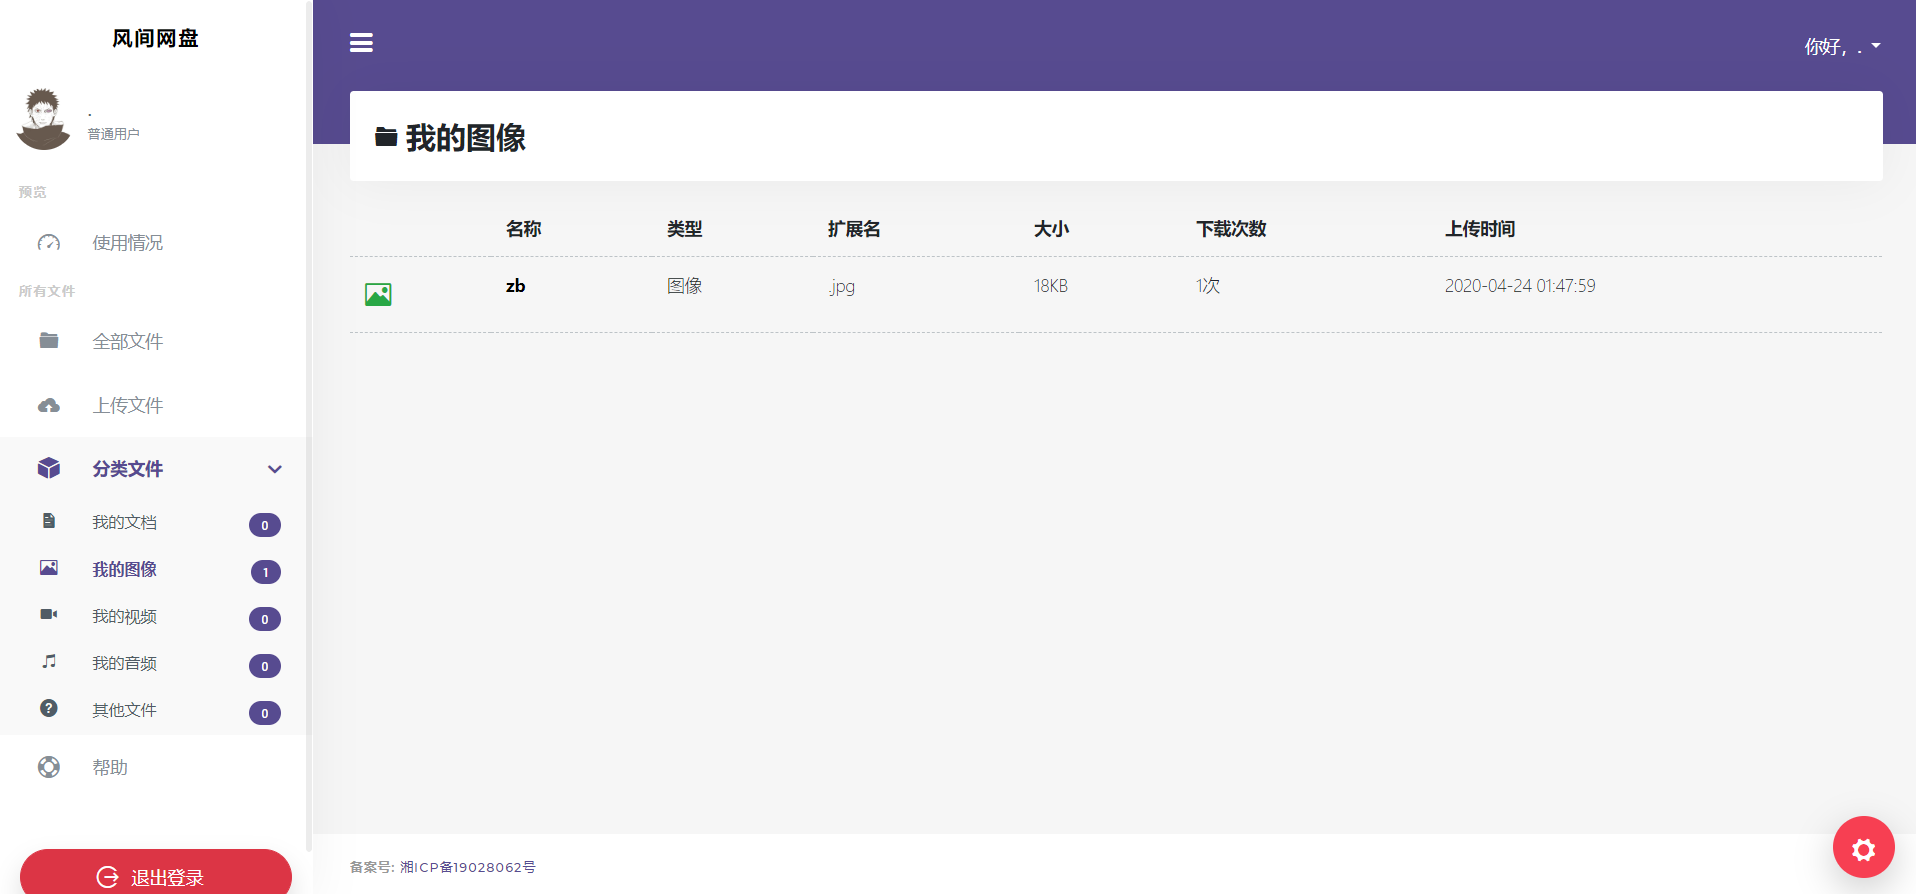 风间网盘
.
普通用户
预览
使用情况
所有文件
全部文件
上传文件
分类文件
我的文档 0
我的图像 1
我的视频 0
我的音频 0
其他文件 0
帮助
退出登录
你好, .
我的图像
名称 类型 扩展名 大小 下载次数 上传时间
zb 图像 .jpg 18KB 1次 2020-04-24 01:47:59
备案号: 湘ICP备19028062号